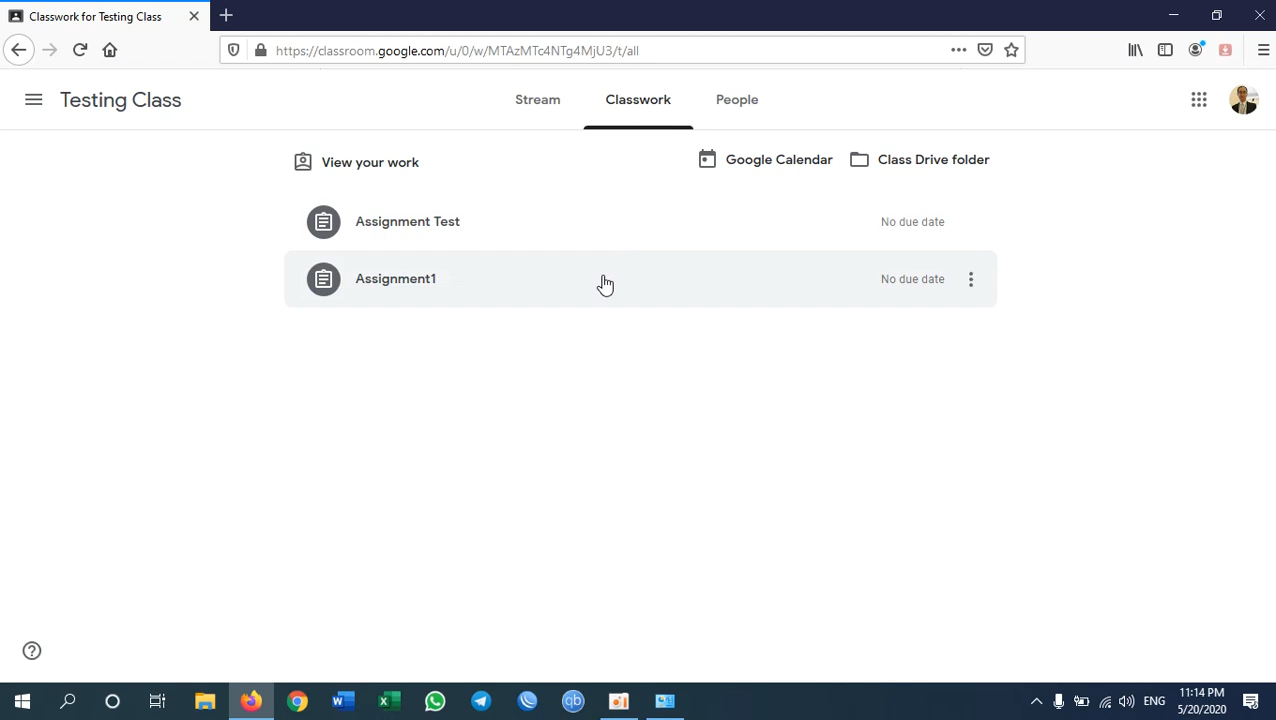 Classwork for Testing Class
https://classroom.google.com/u/0/w/MTAzMTc4NTg4MjU3/t/all
Testing Class
Stream
Classwork
People
View your work
Google Calendar
Class Drive folder
Assignment Test
No due date
Assignment1
No due date
ENG
11:14 PM
5/20/2020